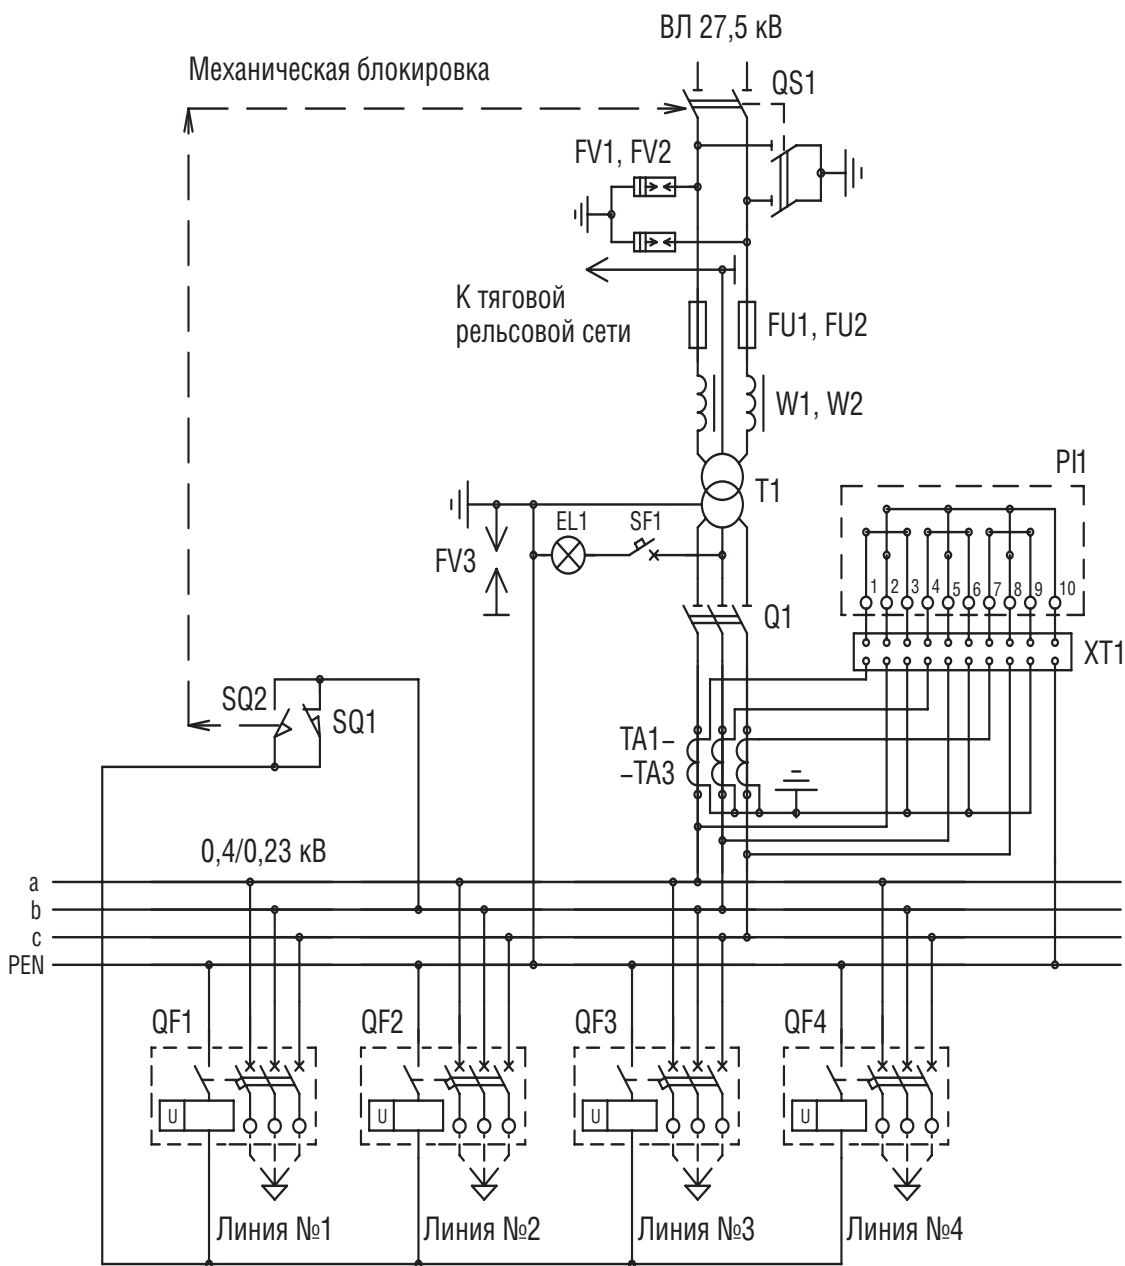 ВЛ 27,5 кВ
Механическая блокировка
QS1
FV1, FV2
К тяговой
рельсовой сети
FU1, FU2
W1, W2
PI1
T1
EL1
SF1
FV3
1
2
3
4
5
6
7
8
9
10
Q1
XT1
SQ2
SQ1
TA1–
–TA3
0,4/0,23 кВ
a
b
c
PEN
QF1
QF2
QF3
QF4
U
U
U
U
Линия №1
Линия №2
Линия №3
Линия №4